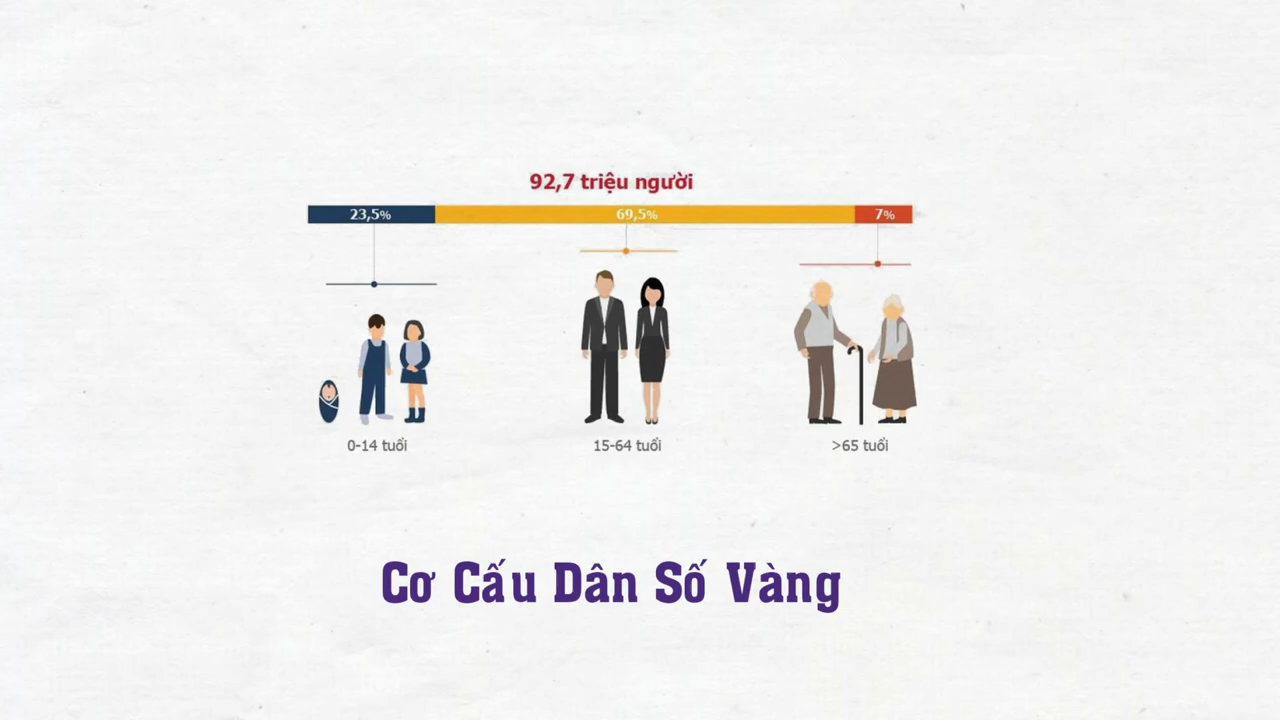 92,7 triệu người
23,5% 69,5% 7%
0-14 tuổi 15-64 tuổi >65 tuổi
Cơ Cấu Dân Số Vàng